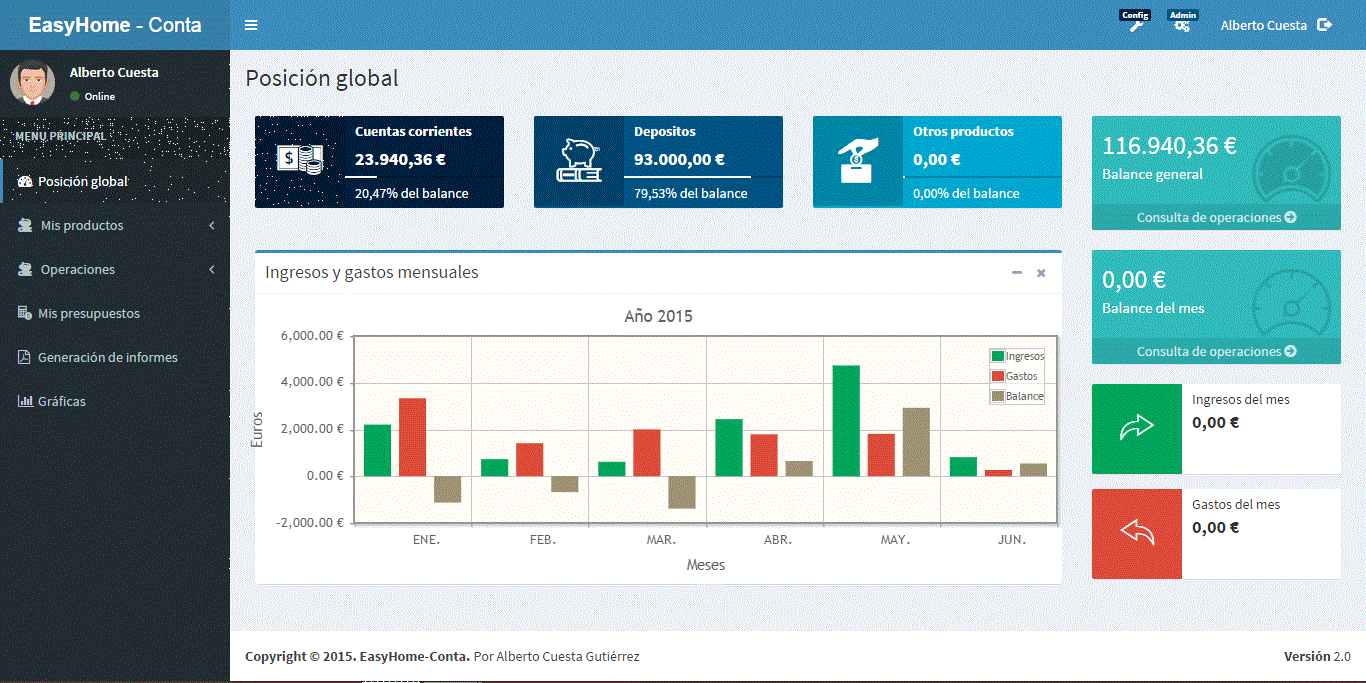 EasyHome - Conta
Config
Admin
Alberto Cuesta
Alberto Cuesta
Online
MENU PRINCIPAL
Posición global
Mis productos
Operaciones
Mis presupuestos
Generación de informes
Gráficas
Posición global
Cuentas corrientes
23.940,36 €
20,47% del balance
Depositos
93.000,00 €
79,53% del balance
Otros productos
0,00 €
0,00% del balance
116.940,36 €
Balance general
Consulta de operaciones
0,00 €
Balance del mes
Consulta de operaciones
Ingresos del mes
0,00 €
Gastos del mes
0,00 €
Ingresos y gastos mensuales
Año 2015
6,000.00 €
4,000.00 €
2,000.00 €
0.00 €
-2,000.00 €
Euros
Ingresos
Gastos
Balance
ENE. FEB. MAR. ABR. MAY. JUN.
Meses
Copyright © 2015. EasyHome-Conta. Por Alberto Cuesta Gutiérrez
Versión 2.0